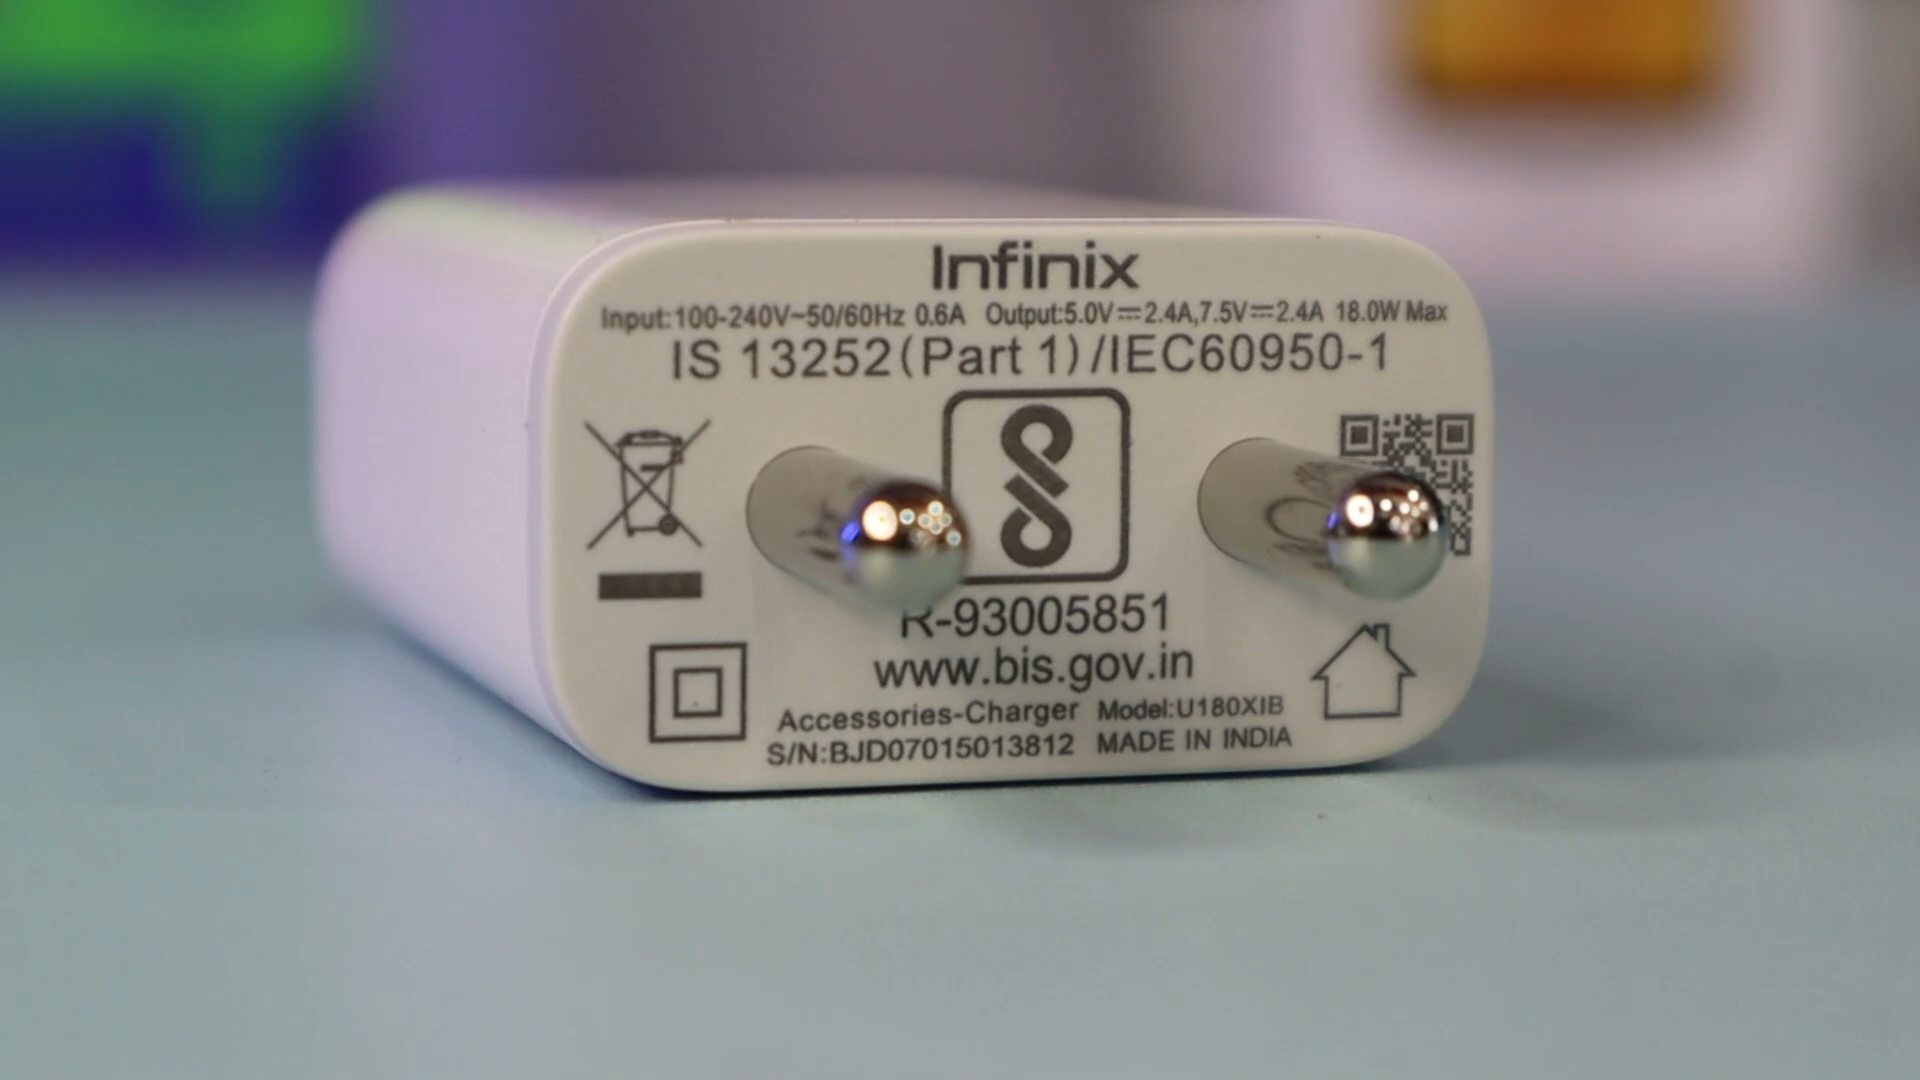 Infinix
Input:100-240V~50/60Hz 0.6A Output:5.0V⎓2.4A,7.5V⎓2.4A 18.0W Max
IS 13252(Part 1)/IEC60950-1
R-93005851
www.bis.gov.in
Accessories-Charger Model:U180XIB
S/N:BJD07015013812 MADE IN INDIA